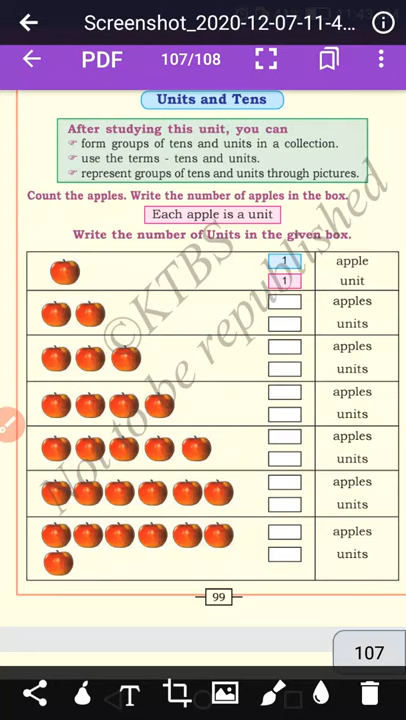 Screenshot_2020-12-07-11-4...
PDF 107/108
Units and Tens
After studying this unit, you can
☞ form groups of tens and units in a collection.
☞ use the terms - tens and units.
☞ represent groups of tens and units through pictures.
Count the apples. Write the number of apples in the box.
Each apple is a unit
Write the number of Units in the given box.
1 apple
1 unit
apples
units
apples
units
apples
units
apples
units
apples
units
apples
units
©KTBS
Not to be republished
99
107
T